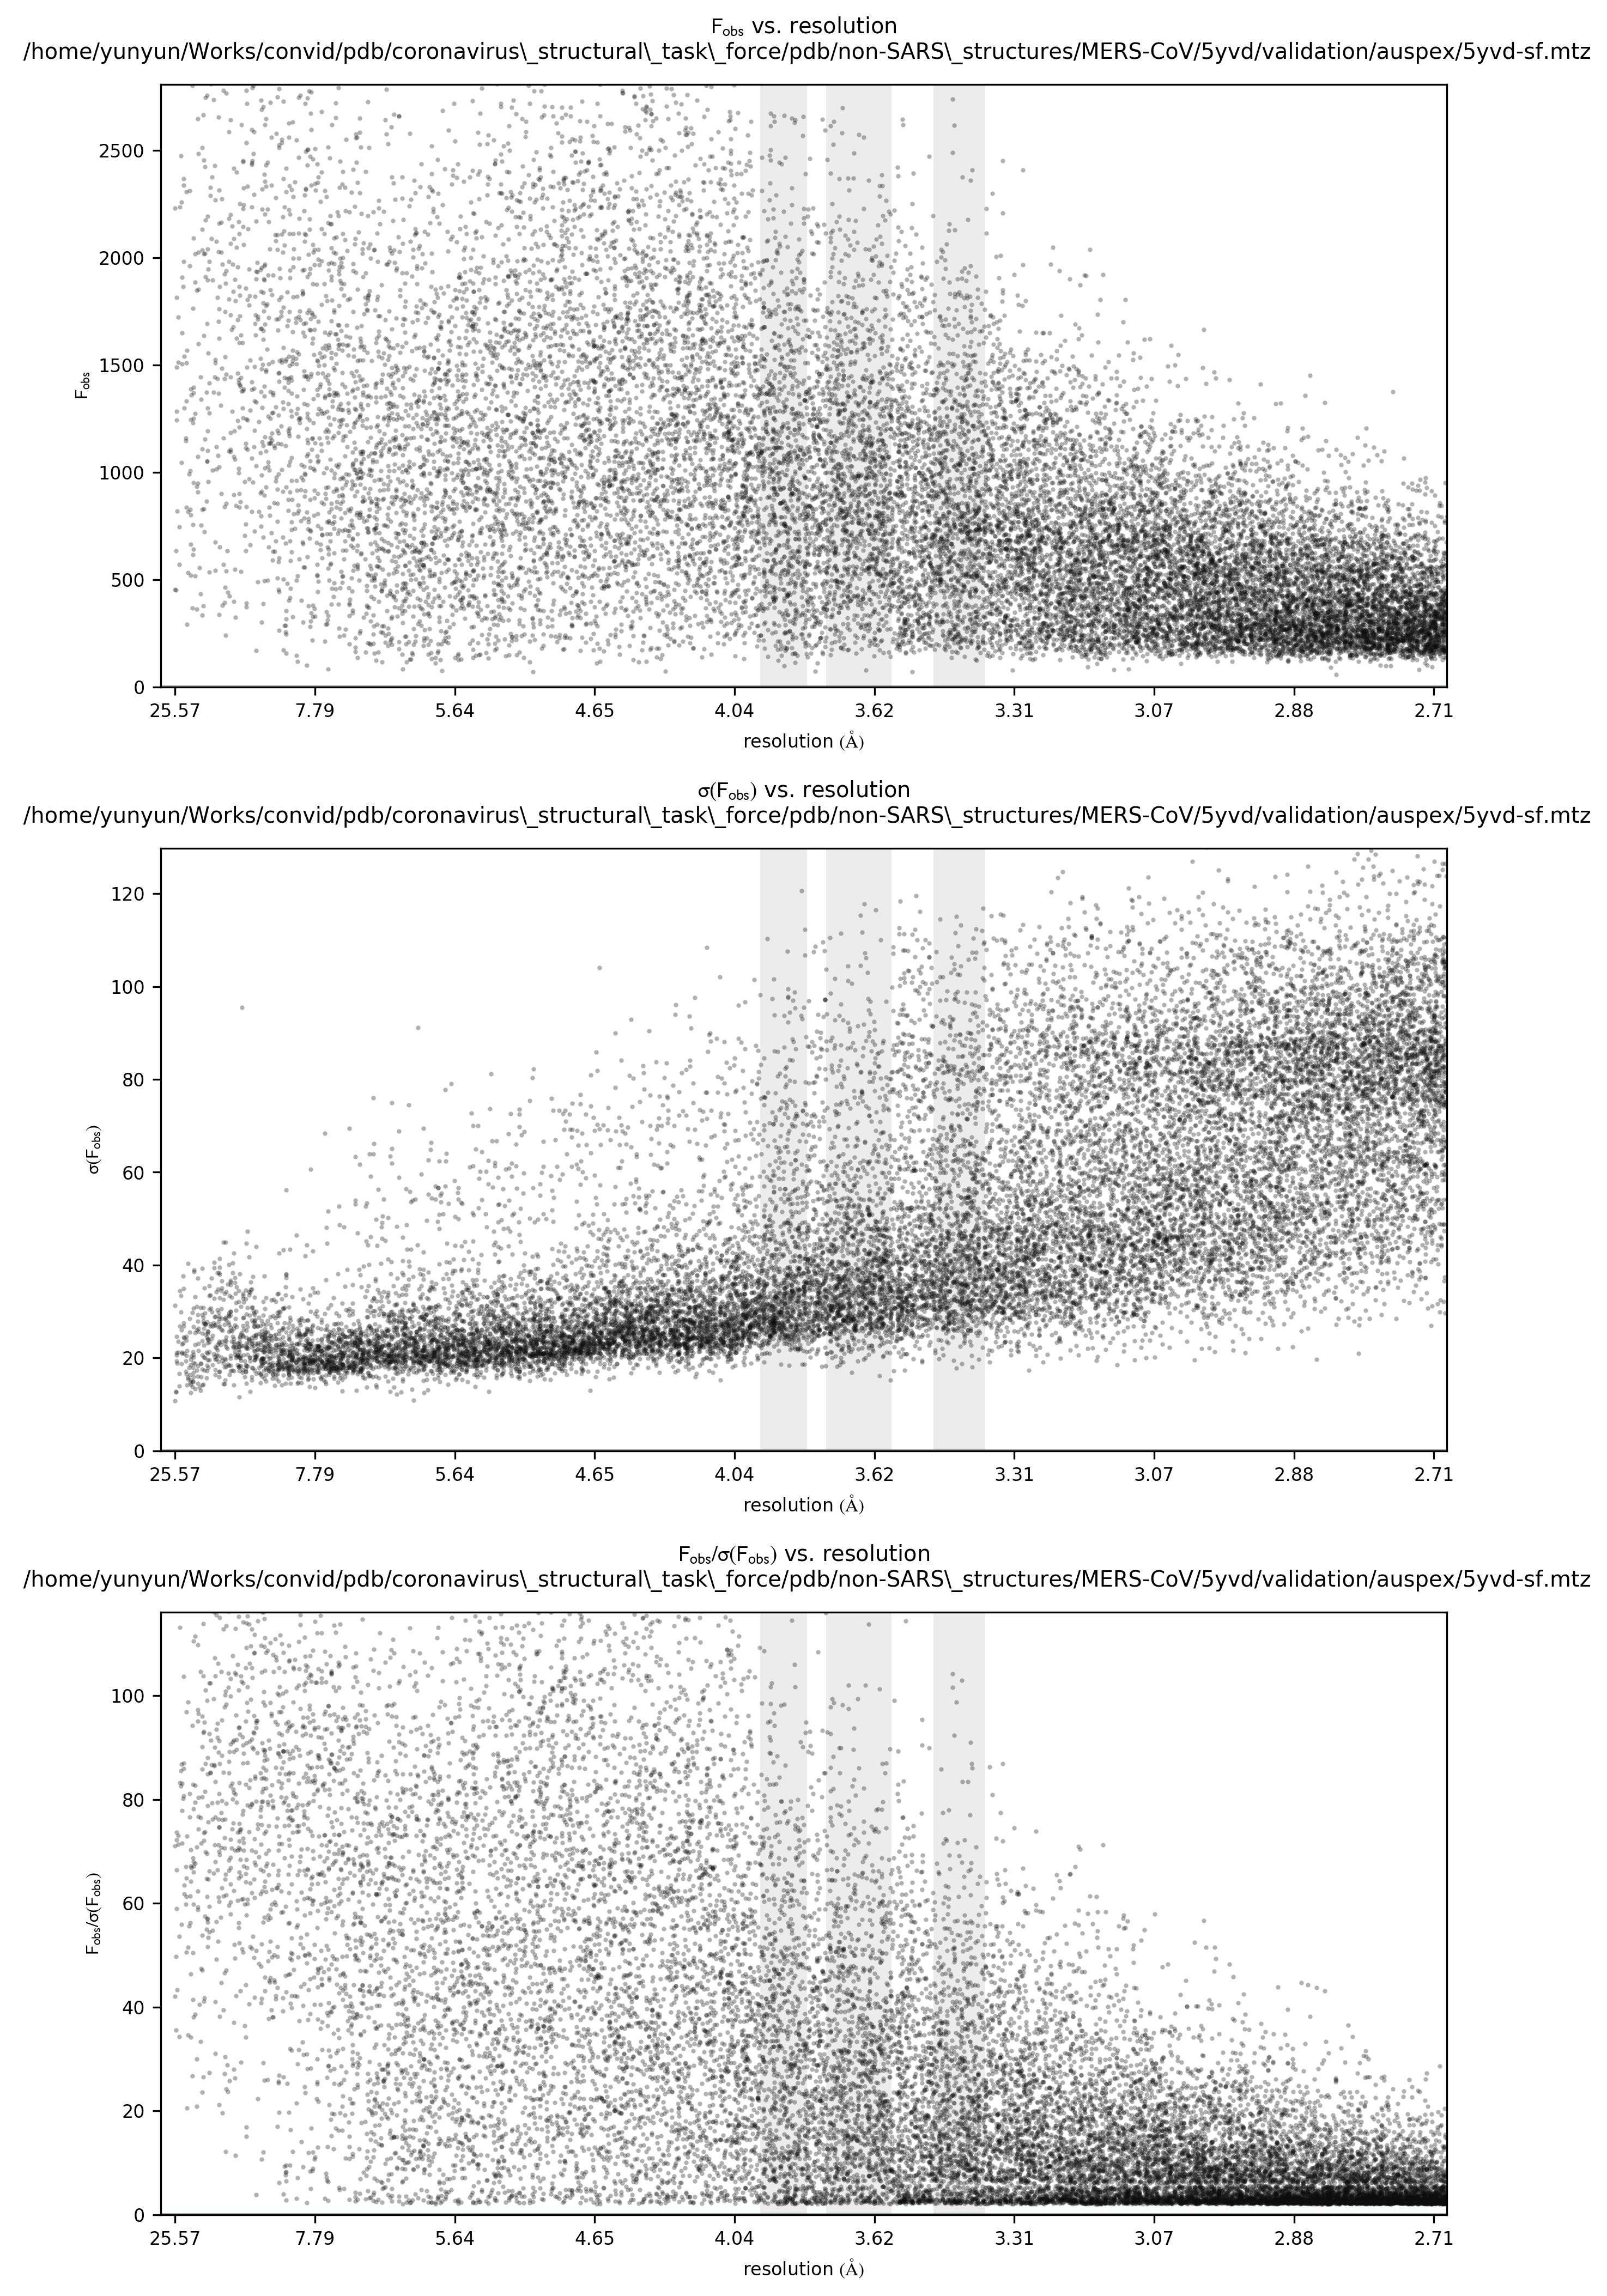 Fobs vs. resolution
/home/yunyun/Works/convid/pdb/coronavirus\_structural\_task\_force/pdb/non-SARS\_structures/MERS-CoV/5yvd/validation/auspex/5yvd-sf.mtz
2500
2000
1500
1000
500
0
Fobs
25.57 7.79 5.64 4.65 4.04 3.62 3.31 3.07 2.88 2.71
resolution (Å)
σ(Fobs) vs. resolution
/home/yunyun/Works/convid/pdb/coronavirus\_structural\_task\_force/pdb/non-SARS\_structures/MERS-CoV/5yvd/validation/auspex/5yvd-sf.mtz
120
100
80
60
40
20
0
σ(Fobs)
25.57 7.79 5.64 4.65 4.04 3.62 3.31 3.07 2.88 2.71
resolution (Å)
Fobs/σ(Fobs) vs. resolution
/home/yunyun/Works/convid/pdb/coronavirus\_structural\_task\_force/pdb/non-SARS\_structures/MERS-CoV/5yvd/validation/auspex/5yvd-sf.mtz
100
80
60
40
20
0
Fobs/σ(Fobs)
25.57 7.79 5.64 4.65 4.04 3.62 3.31 3.07 2.88 2.71
resolution (Å)